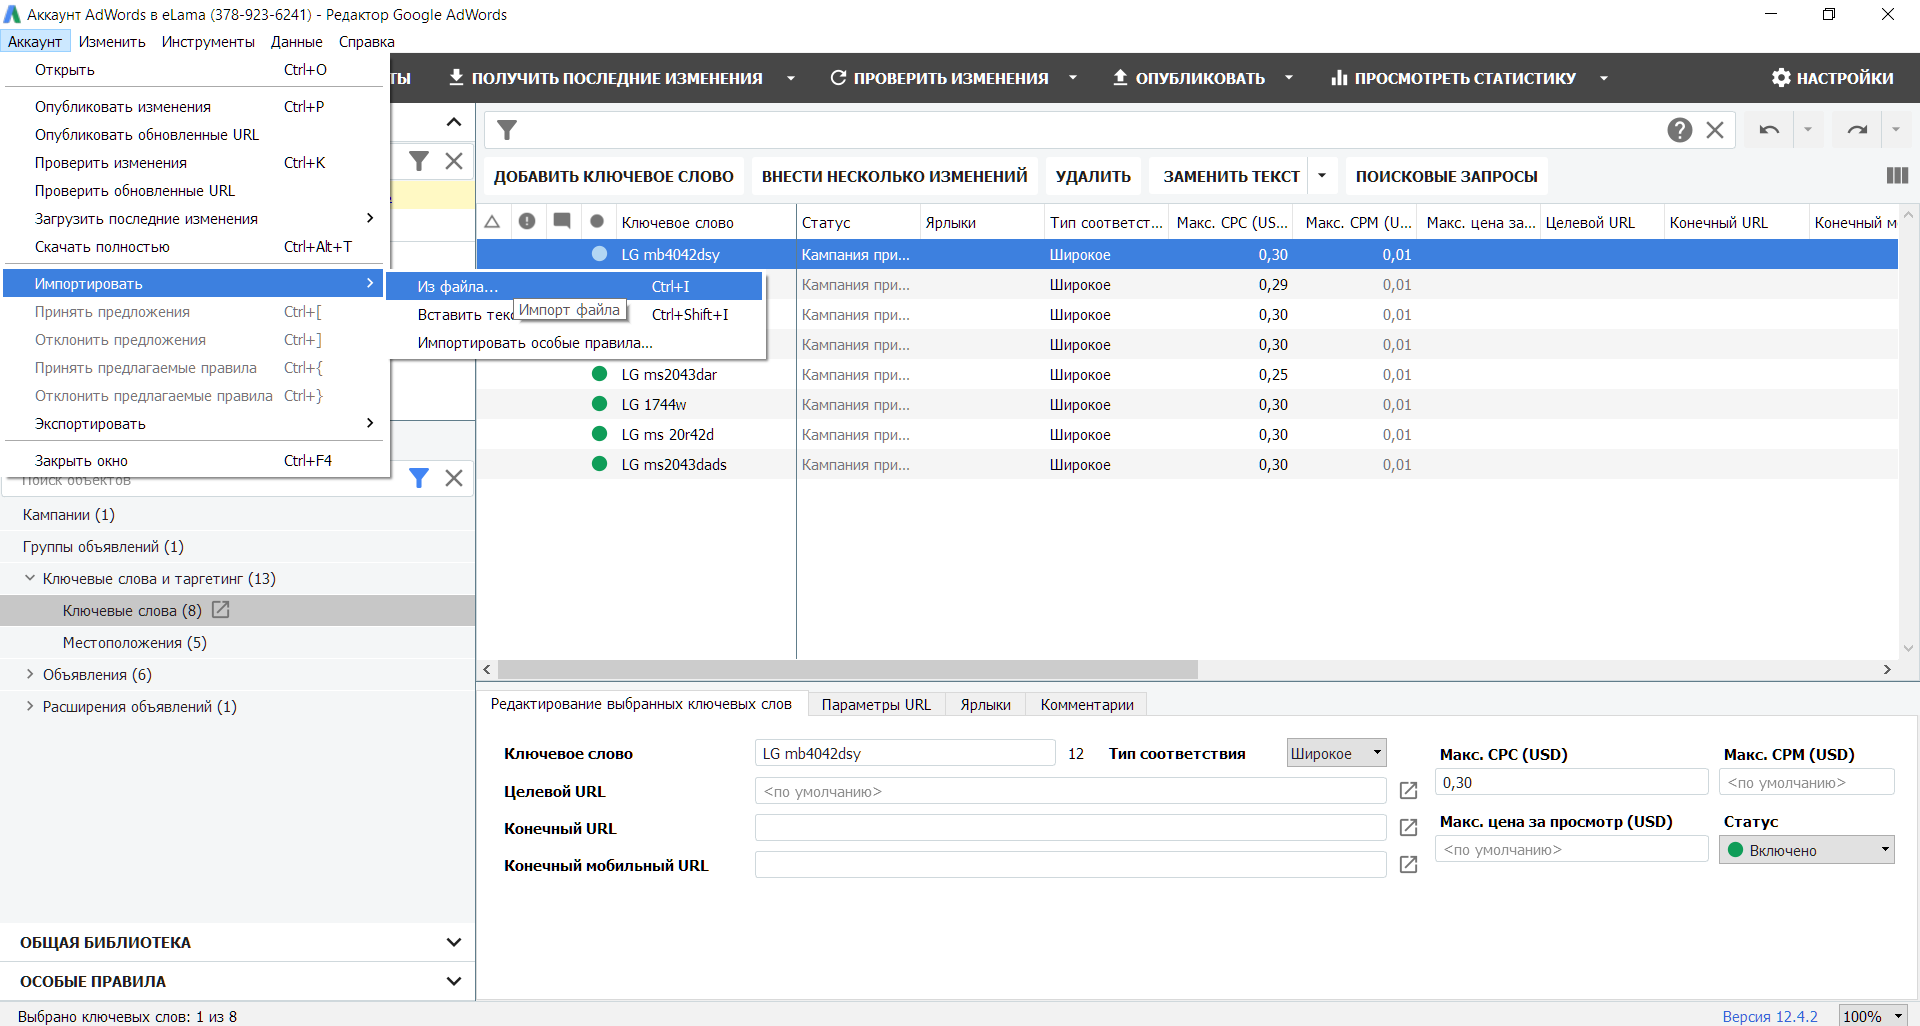 Аккаунт AdWords в eLama (378-923-6241) - Редактор Google AdWords
Аккаунт Изменить Инструменты Данные Справка
Открыть Ctrl+O
Опубликовать изменения Ctrl+P
Опубликовать обновленные URL
Проверить изменения Ctrl+K
Проверить обновленные URL
Загрузить последние изменения
Скачать полностью Ctrl+Alt+T
Импортировать
Принять предложения Ctrl+[
Отклонить предложения Ctrl+]
Принять предлагаемые правила Ctrl+{
Отклонить предлагаемые правила Ctrl+}
Экспортировать
Закрыть окно Ctrl+F4
Из файла... Ctrl+I
Вставить Ctrl+Shift+I
Импорт файла
Импортировать особые правила...
ПОЛУЧИТЬ ПОСЛЕДНИЕ ИЗМЕНЕНИЯ ПРОВЕРИТЬ ИЗМЕНЕНИЯ ОПУБЛИКОВАТЬ ПРОСМОТРЕТЬ СТАТИСТИКУ НАСТРОЙКИ
ДОБАВИТЬ КЛЮЧЕВОЕ СЛОВО ВНЕСТИ НЕСКОЛЬКО ИЗМЕНЕНИЙ УДАЛИТЬ ЗАМЕНИТЬ ТЕКСТ ПОИСКОВЫЕ ЗАПРОСЫ
Ключевое слово Статус Ярлыки Тип соответст... Макс. CPC (US... Макс. CPM (U... Макс. цена за... Целевой URL Конечный URL Конечный м
LG mb4042dsy Кампания при... Широкое 0,30 0,01
Кампания при... Широкое 0,29 0,01
Кампания при... Широкое 0,30 0,01
Кампания при... Широкое 0,30 0,01
LG ms2043dar Кампания при... Широкое 0,25 0,01
LG 1744w Кампания при... Широкое 0,30 0,01
LG ms 20r42d Кампания при... Широкое 0,30 0,01
LG ms2043dads Кампания при... Широкое 0,30 0,01
Поиск объектов
Кампании (1)
Группы объявлений (1)
Ключевые слова и таргетинг (13)
Ключевые слова (8)
Местоположения (5)
Объявления (6)
Расширения объявлений (1)
ОБЩАЯ БИБЛИОТЕКА
ОСОБЫЕ ПРАВИЛА
Редактирование выбранных ключевых слов Параметры URL Ярлыки Комментарии
Ключевое слово LG mb4042dsy 12 Тип соответствия Широкое
Целевой URL <по умолчанию>
Конечный URL
Конечный мобильный URL
Макс. CPC (USD) Макс. CPM (USD)
0,30 <по умолчанию>
Макс. цена за просмотр (USD) Статус
<по умолчанию> Включено
Выбрано ключевых слов: 1 из 8 Версия 12.4.2 100%